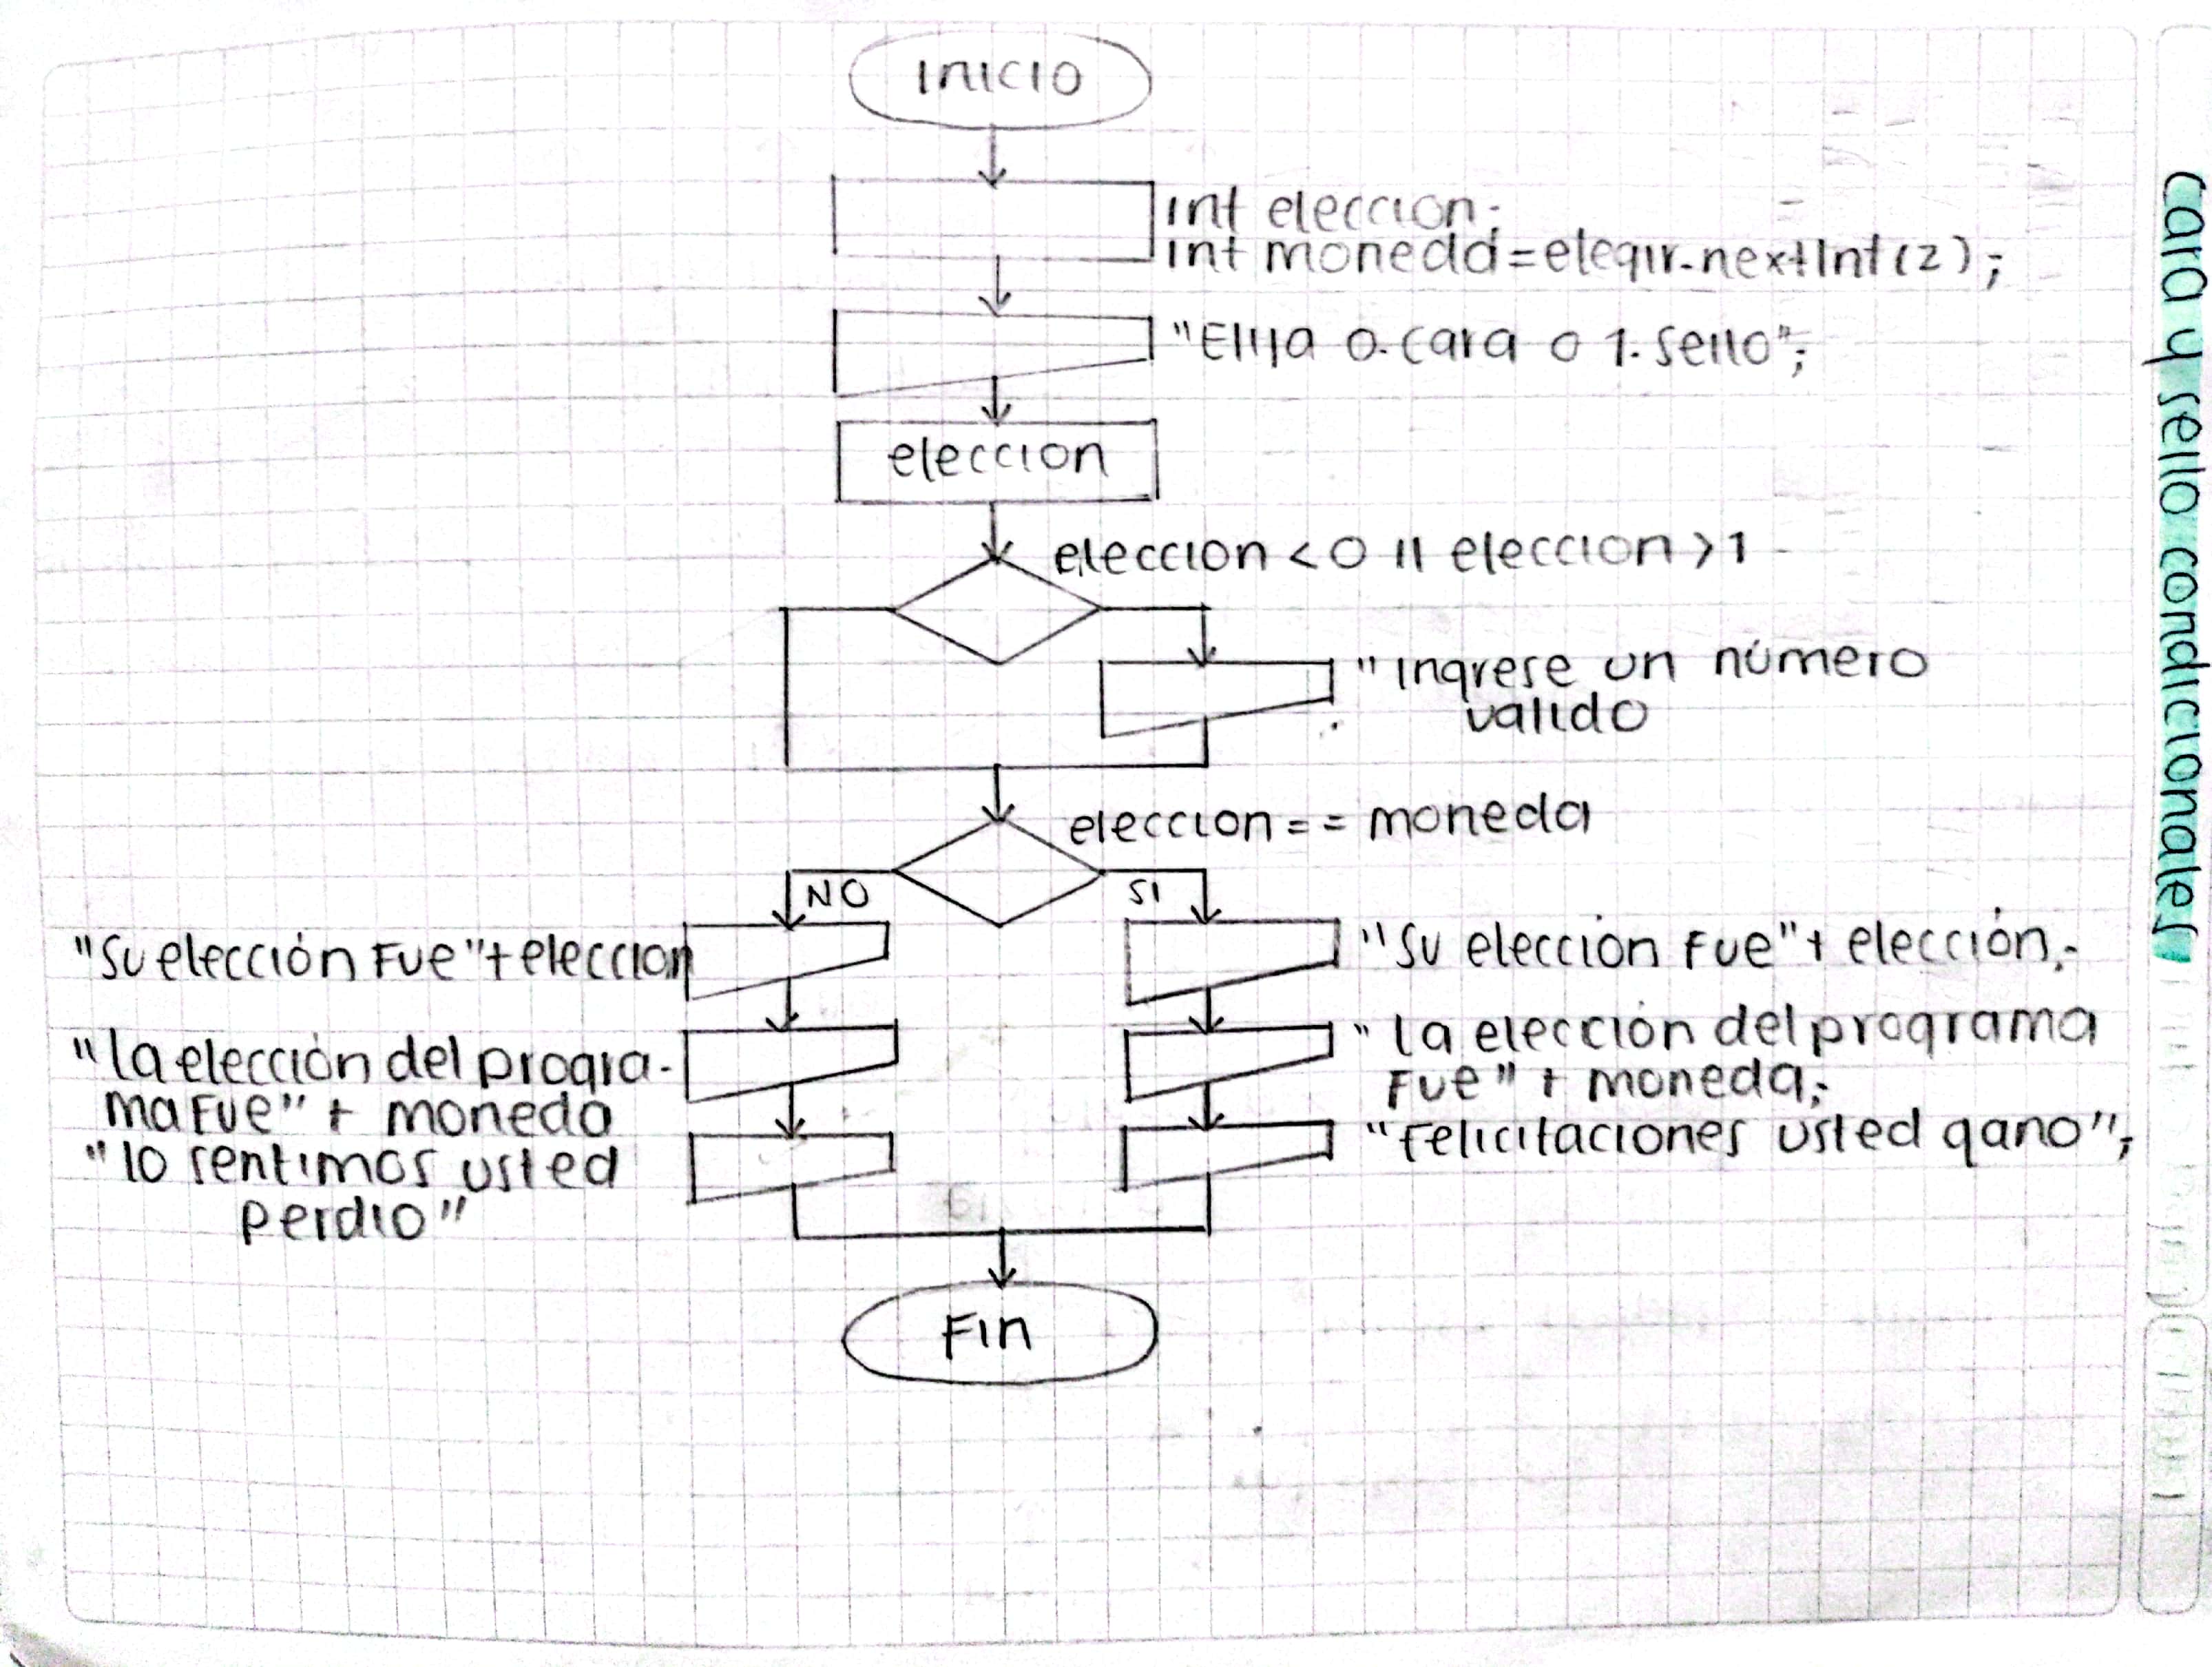 Inicio
int eleccion;
int moneda=elegir.nextInt(2);
"Elija 0.cara o 1.sello";
eleccion
eleccion < 0 || eleccion > 1
"Ingrese un número
valido
eleccion == moneda
NO
SI
"Su elección Fue"+eleccion
"La elección del progra-
ma Fue" + moneda
"lo sentimos usted
perdio"
"Su elección Fue"+ elección;
"La elección del programa
Fue" + moneda;
"Felicitaciones usted gano";
Fin
Cara y sello condicionales